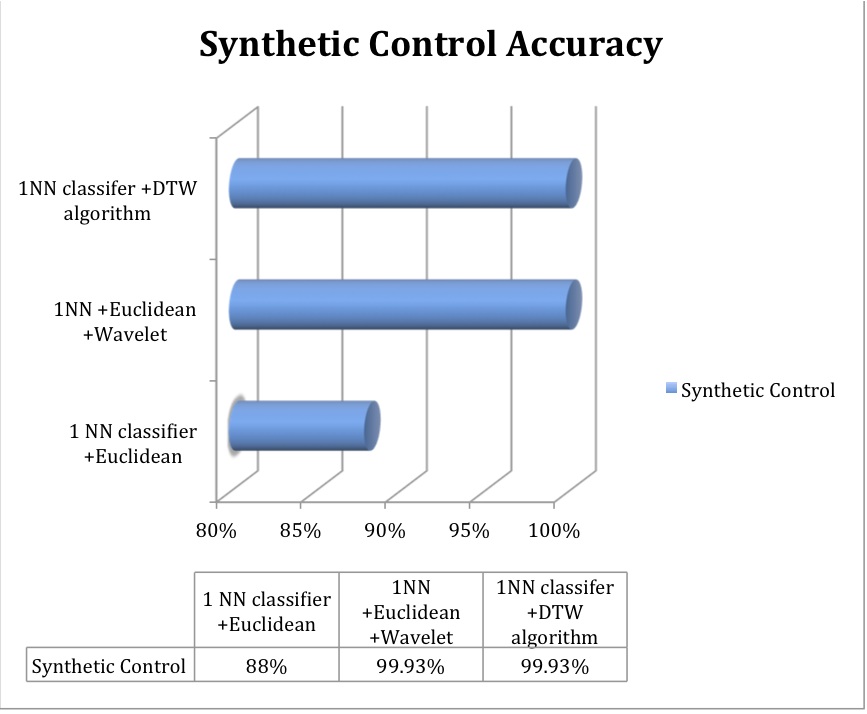 Synthetic Control Accuracy
1NN classifer +DTW
algorithm
1NN +Euclidean
+Wavelet
1 NN classifier
+Euclidean
Synthetic Control
80% 85% 90% 95% 100%
1 NN classifier
+Euclidean
1NN
+Euclidean
+Wavelet
1NN classifer
+DTW
algorithm
Synthetic Control 88% 99.93% 99.93%